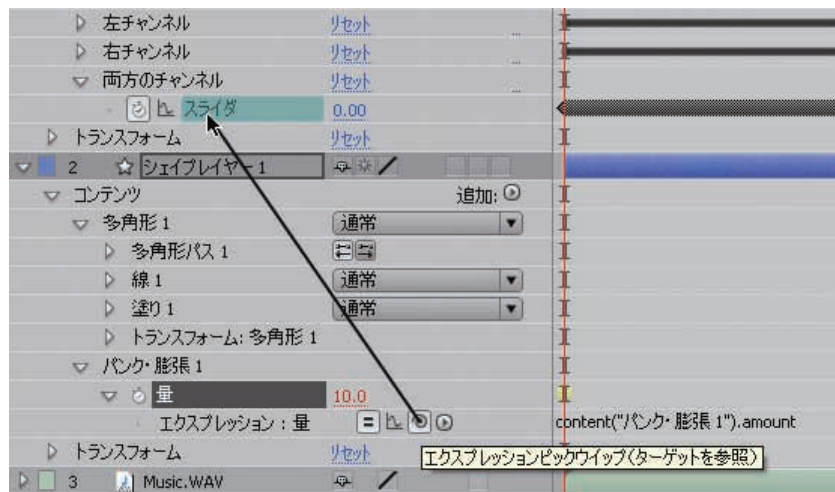 左チャンネル リセット ...
右チャンネル リセット ...
両方のチャンネル リセット ...
スライダ 0.00
トランスフォーム リセット
2 シェイプレイヤー 1
コンテンツ 追加:
多角形 1 通常
多角形パス 1
線 1 通常
塗り 1 通常
トランスフォーム: 多角形 1
パンク・膨張 1
量 10.0
エクスプレッション : 量 content("パンク・膨張 1").amount
トランスフォーム リセット エクスプレッションピックウイップ(ターゲットを参照)
3 Music.WAV